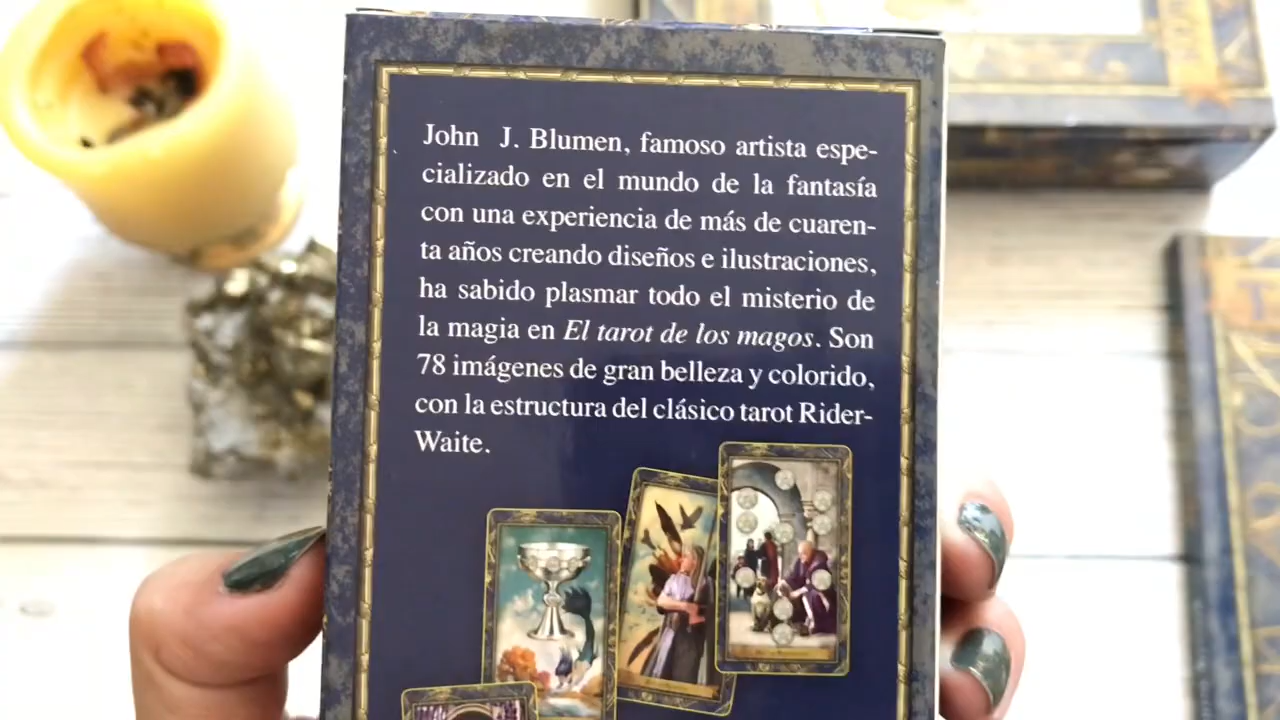 John J. Blumen, famoso artista espe-
cializado en el mundo de la fantasía
con una experiencia de más de cuaren-
ta años creando diseños e ilustraciones,
ha sabido plasmar todo el misterio de
la magia en El tarot de los magos. Son
78 imágenes de gran belleza y colorido,
con la estructura del clásico tarot Rider-
Waite.